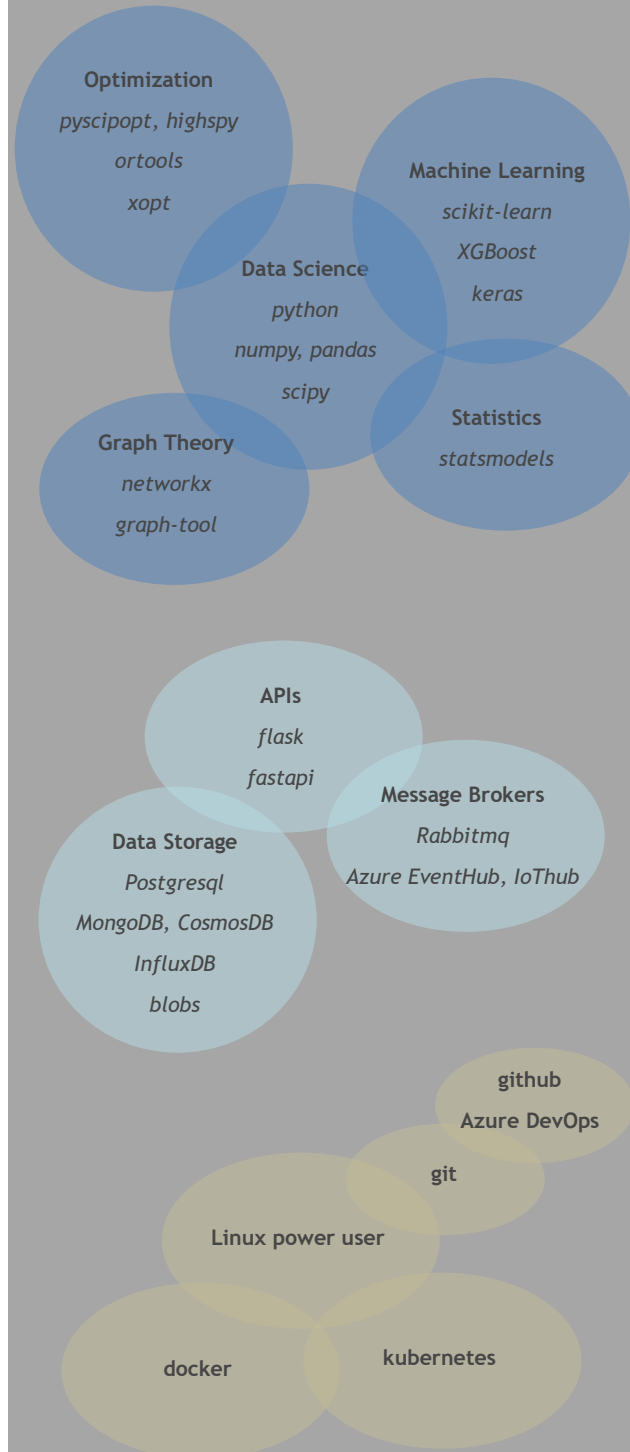 Optimization
pyscipopt, highspy
ortools
xopt
Machine Learning
scikit-learn
XGBoost
keras
Data Science
python
numpy, pandas
scipy
Statistics
statsmodels
Graph Theory
networkx
graph-tool
APIs
flask
fastapi
Message Brokers
Rabbitmq
Azure EventHub, IoThub
Data Storage
Postgresql
MongoDB, CosmosDB
InfluxDB
blobs
github
Azure DevOps
git
Linux power user
docker
kubernetes